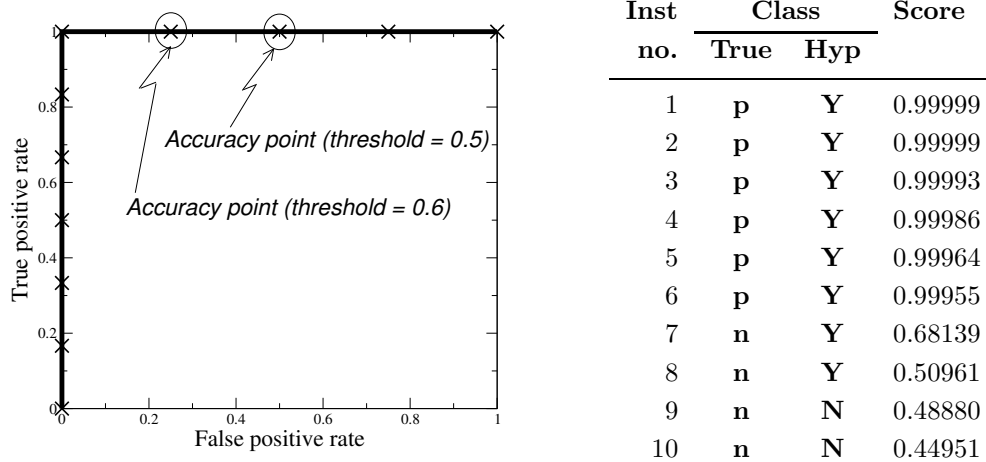 1
0.8
0.6
0.4
0.2
0
0 0.2 0.4 0.6 0.8 1
True positive rate
False positive rate
Accuracy point (threshold = 0.5)
Accuracy point (threshold = 0.6)
Inst Class Score
no. True Hyp
1 p Y 0.99999
2 p Y 0.99999
3 p Y 0.99993
4 p Y 0.99986
5 p Y 0.99964
6 p Y 0.99955
7 n Y 0.68139
8 n Y 0.50961
9 n N 0.48880
10 n N 0.44951